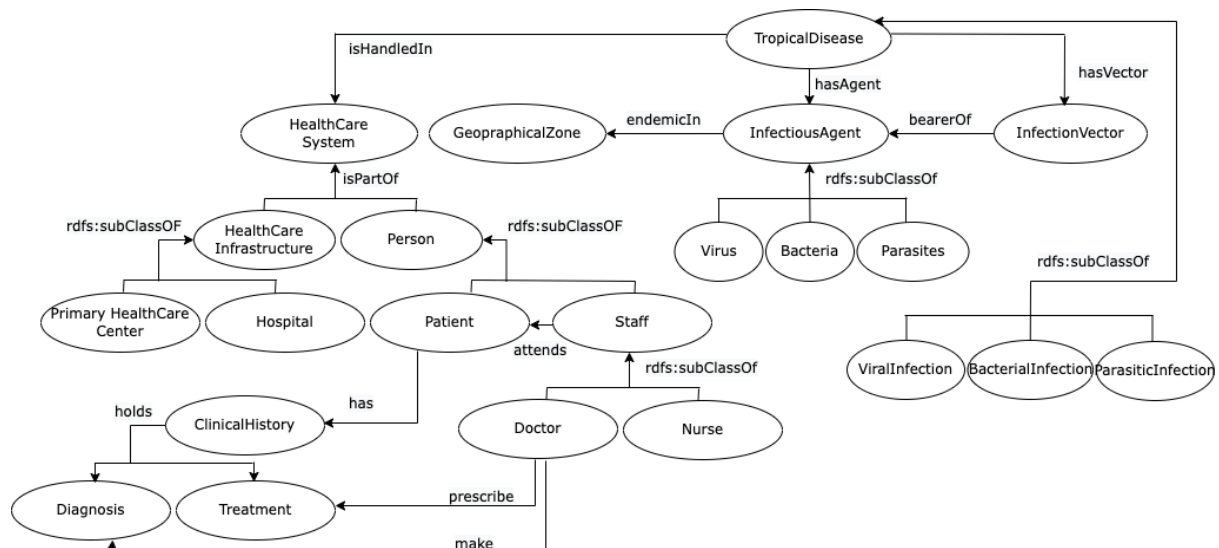 TropicalDisease
isHandledIn
hasVector
hasAgent
HealthCare
System
GeopraphicalZone
endemicIn
InfectiousAgent
bearerOf
InfectionVector
isPartOf
rdfs:subClassOf
rdfs:subClassOF
HealthCare
Infrastructure
Person
rdfs:subClassOF
Virus
Bacteria
Parasites
rdfs:subClassOf
Primary HealthCare
Center
Hospital
Patient
Staff
attends
rdfs:subClassOf
ViralInfection
BacterialInfection
ParasiticInfection
holds
ClinicalHistory
has
Doctor
Nurse
Diagnosis
Treatment
prescribe
make